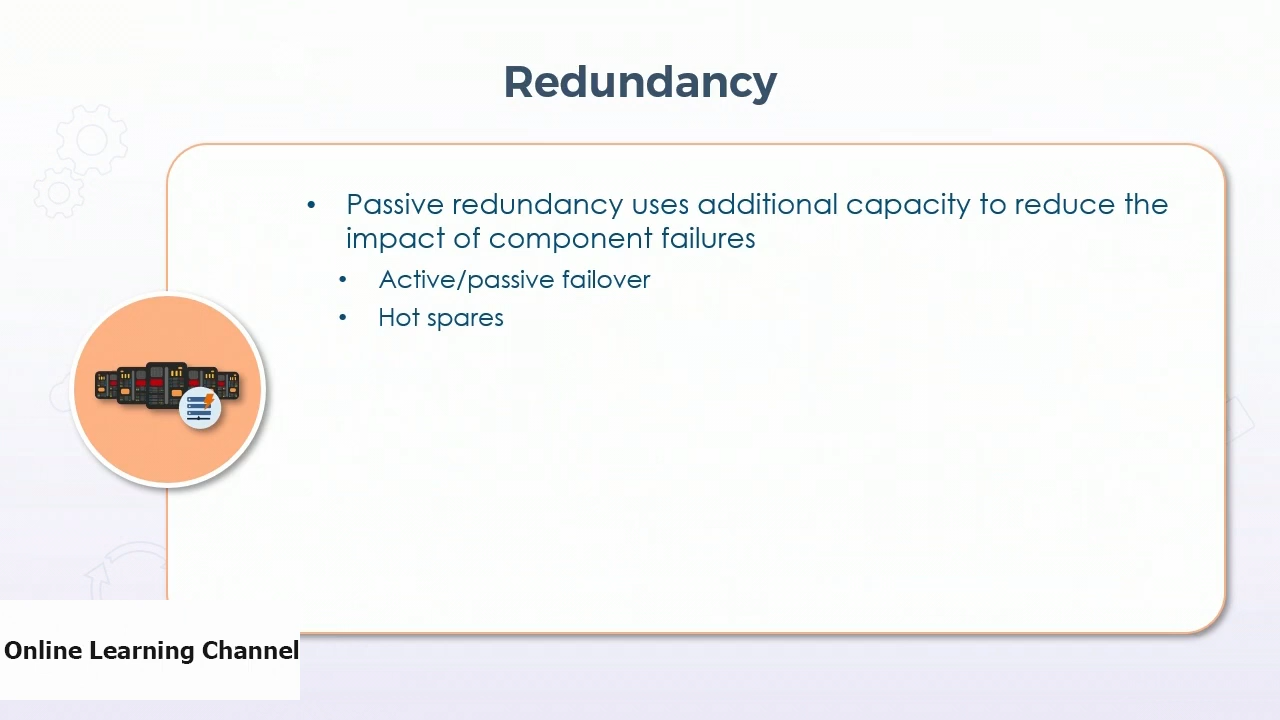 Redundancy
• Passive redundancy uses additional capacity to reduce the
impact of component failures
• Active/passive failover
• Hot spares
Online Learning Channel